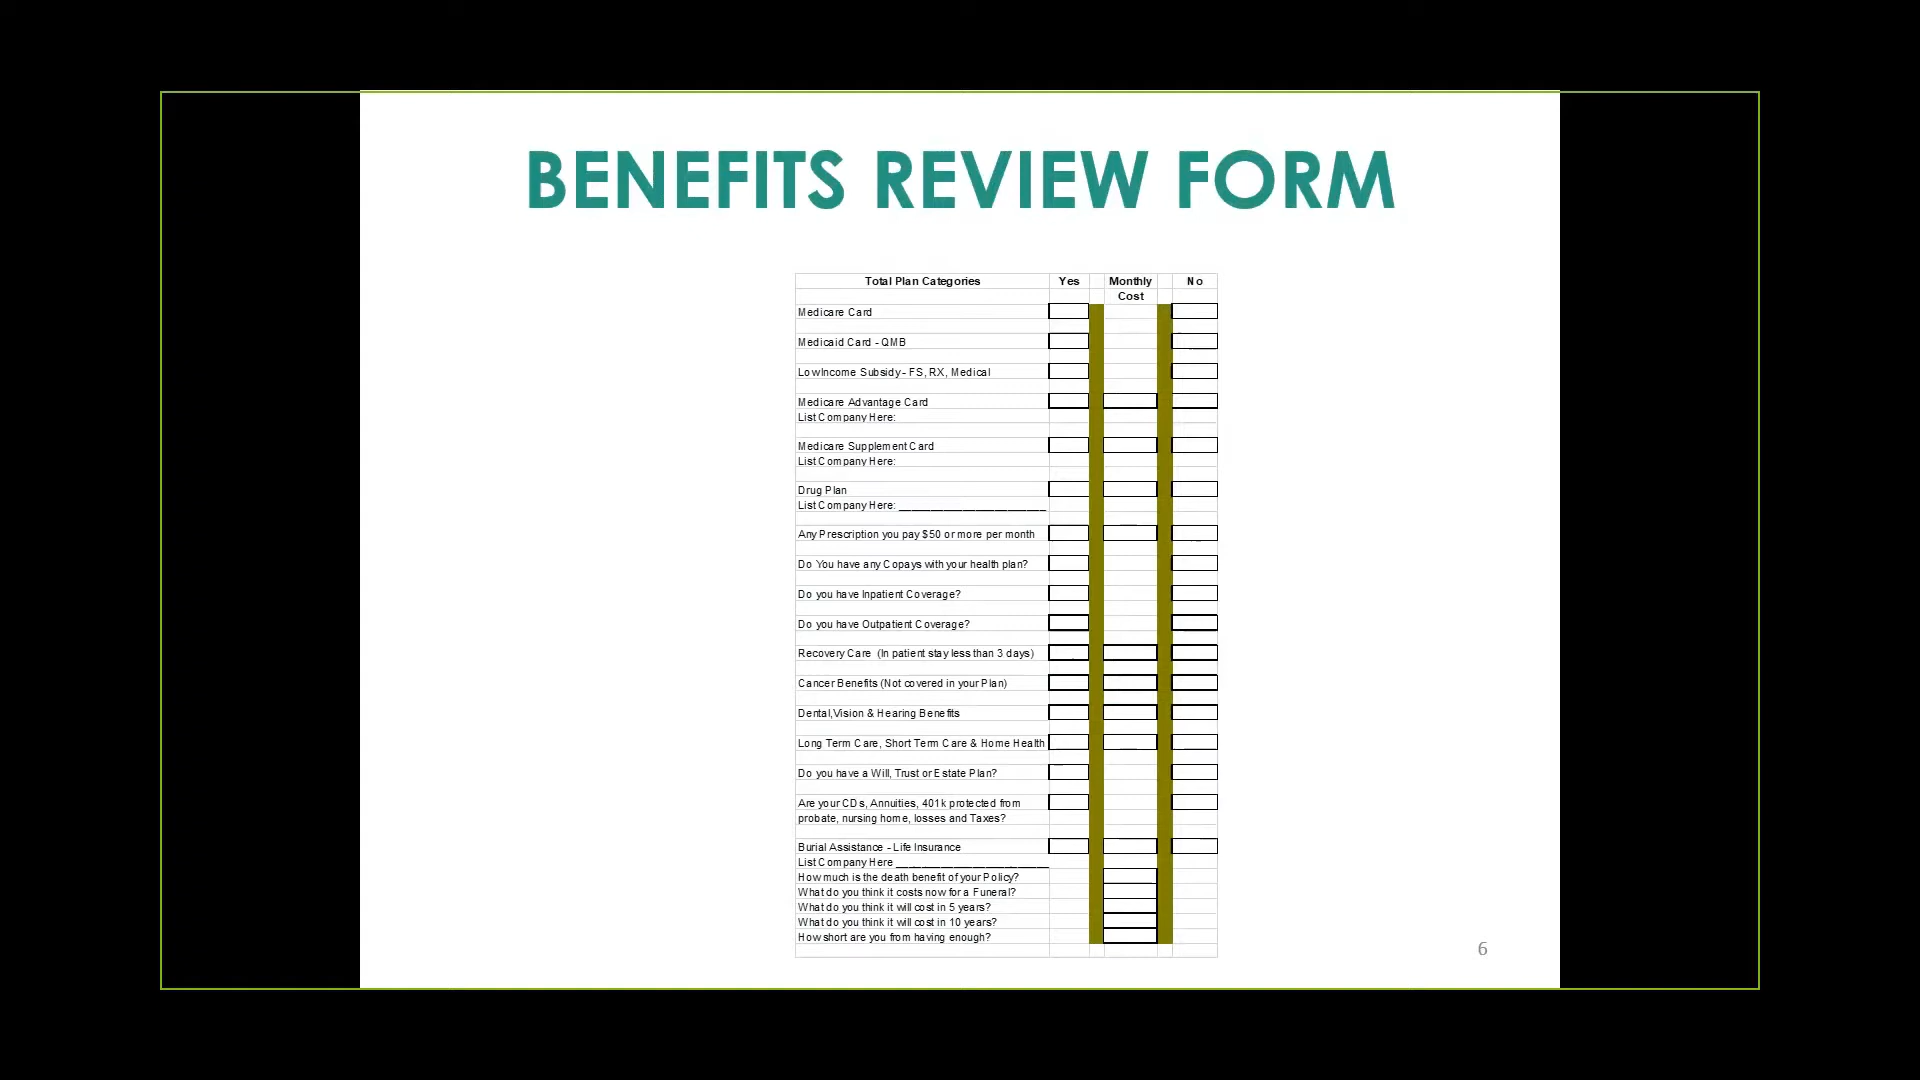 BENEFITS REVIEW FORM
Total Plan Categories Yes Monthly No
Cost
Medicare Card
Medicaid Card - QMB
Low Income Subsidy - FS, RX, Medical
Medicare Advantage Card
List Company Here:
Medicare Supplement Card
List Company Here:
Drug Plan
List Company Here: ________________________
Any Prescription you pay $50 or more per month
Do You have any Copays with your health plan?
Do you have Inpatient Coverage?
Do you have Outpatient Coverage?
Recovery Care (In patient stay less than 3 days)
Cancer Benefits (Not covered in your Plan)
Dental,Vision & Hearing Benefits
Long Term Care, Short Term Care & Home Health
Do you have a Will, Trust or Estate Plan?
Are your CDs, Annuities, 401k protected from
probate, nursing home, losses and Taxes?
Burial Assistance - Life Insurance
List Company Here _________________________
How much is the death benefit of your Policy?
What do you think it costs now for a Funeral?
What do you think it will cost in 5 years?
What do you think it will cost in 10 years?
How short are you from having enough?
6